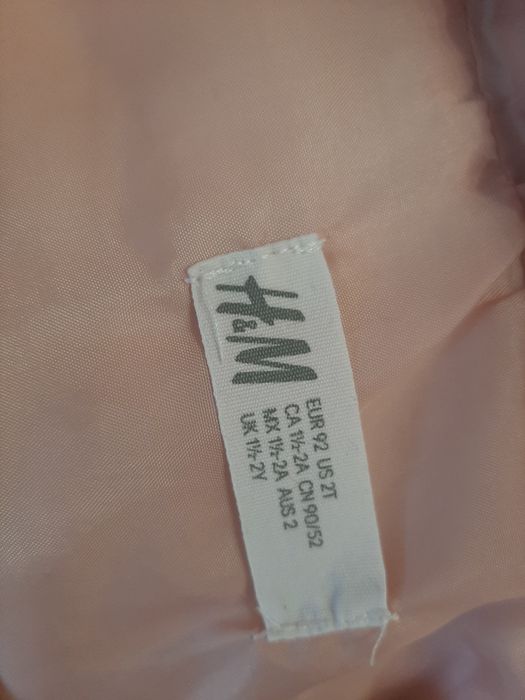 H&M
EUR 92 US 2T
CA 1½-2A CN 90/52
MX 1½-2A AUS 2
UK 1½-2Y